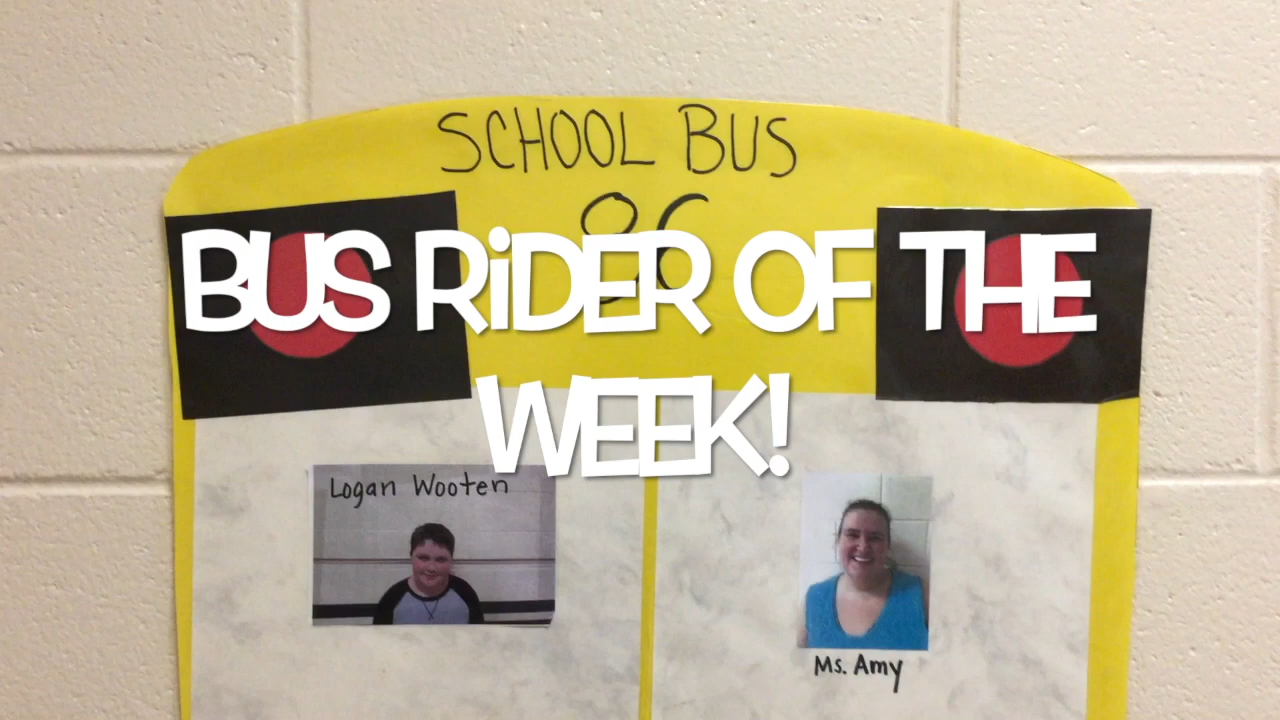 SCHOOL BUS
BUS RiDER OF THE
WEEK!
Logan Wooten
Ms. Amy